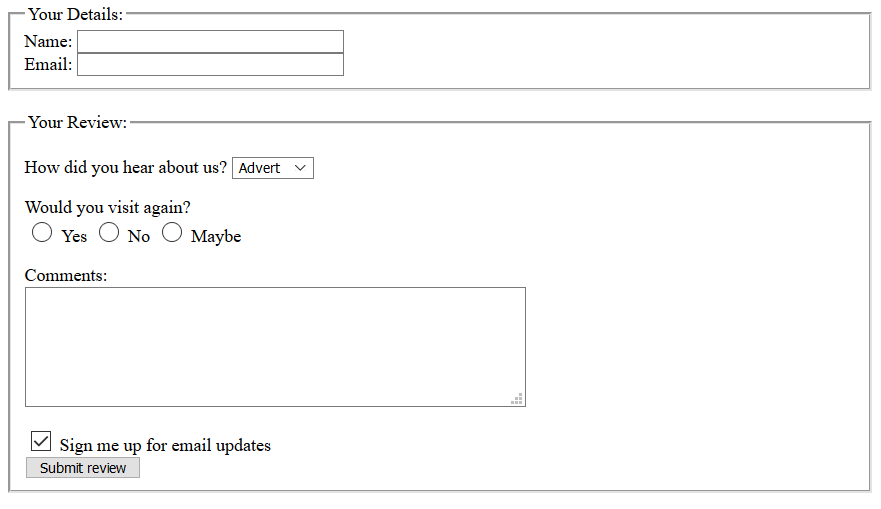 Your Details:
Name:
Email:
Your Review:
How did you hear about us? Advert
Would you visit again?
Yes No Maybe
Comments:
Sign me up for email updates
Submit review